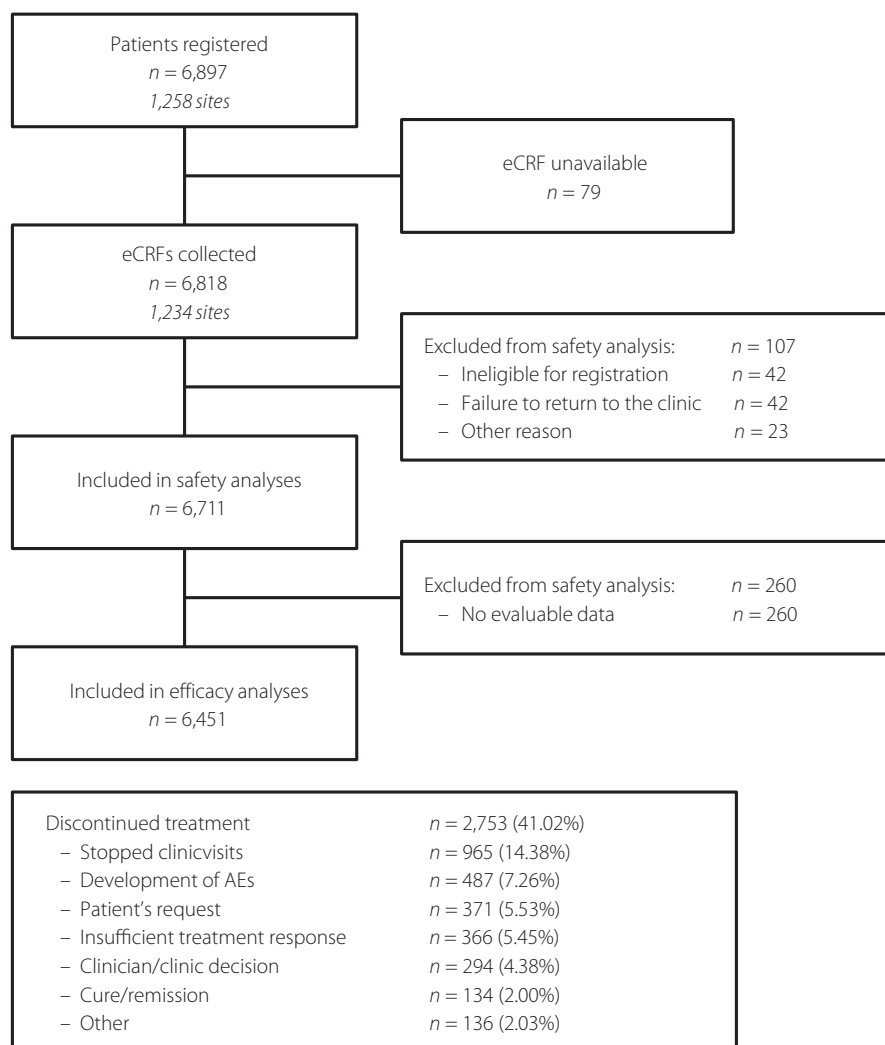 Patients registered
n = 6,897
1,258 sites
eCRF unavailable
n = 79
eCRFs collected
n = 6,818
1,234 sites
Excluded from safety analysis: n = 107
– Ineligible for registration n = 42
– Failure to return to the clinic n = 42
– Other reason n = 23
Included in safety analyses
n = 6,711
Excluded from safety analysis: n = 260
– No evaluable data n = 260
Included in efficacy analyses
n = 6,451
Discontinued treatment n = 2,753 (41.02%)
– Stopped clinicvisits n = 965 (14.38%)
– Development of AEs n = 487 (7.26%)
– Patient's request n = 371 (5.53%)
– Insufficient treatment response n = 366 (5.45%)
– Clinician/clinic decision n = 294 (4.38%)
– Cure/remission n = 134 (2.00%)
– Other n = 136 (2.03%)